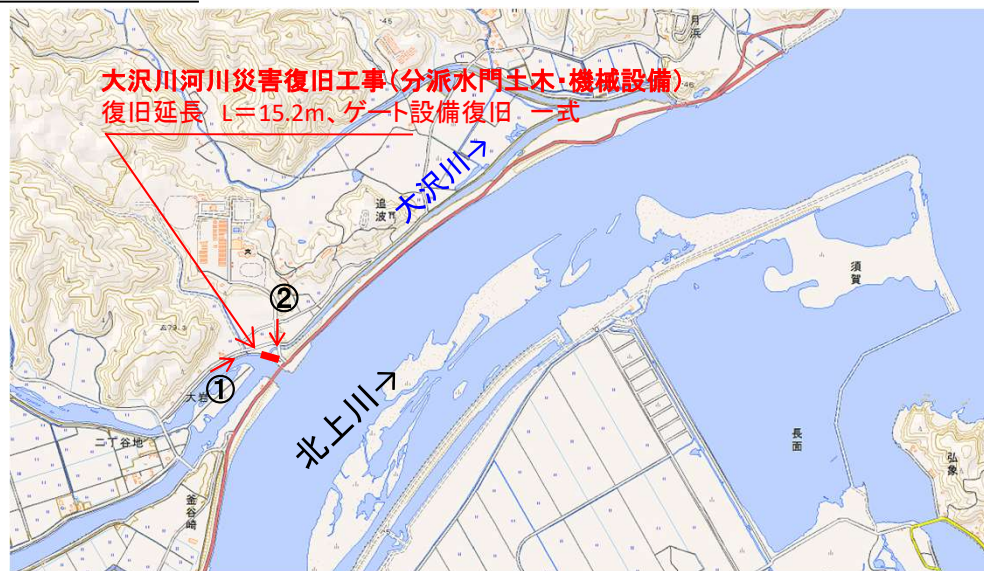 月浜
大沢川河川災害復旧工事(分派水門土木・機械設備)
復旧延長 L=15.2m、ゲート設備復旧 一式
大沢川→
追波
須賀
②
①
大岩
北上川→
二丁谷地
釜谷崎
長面
弘象